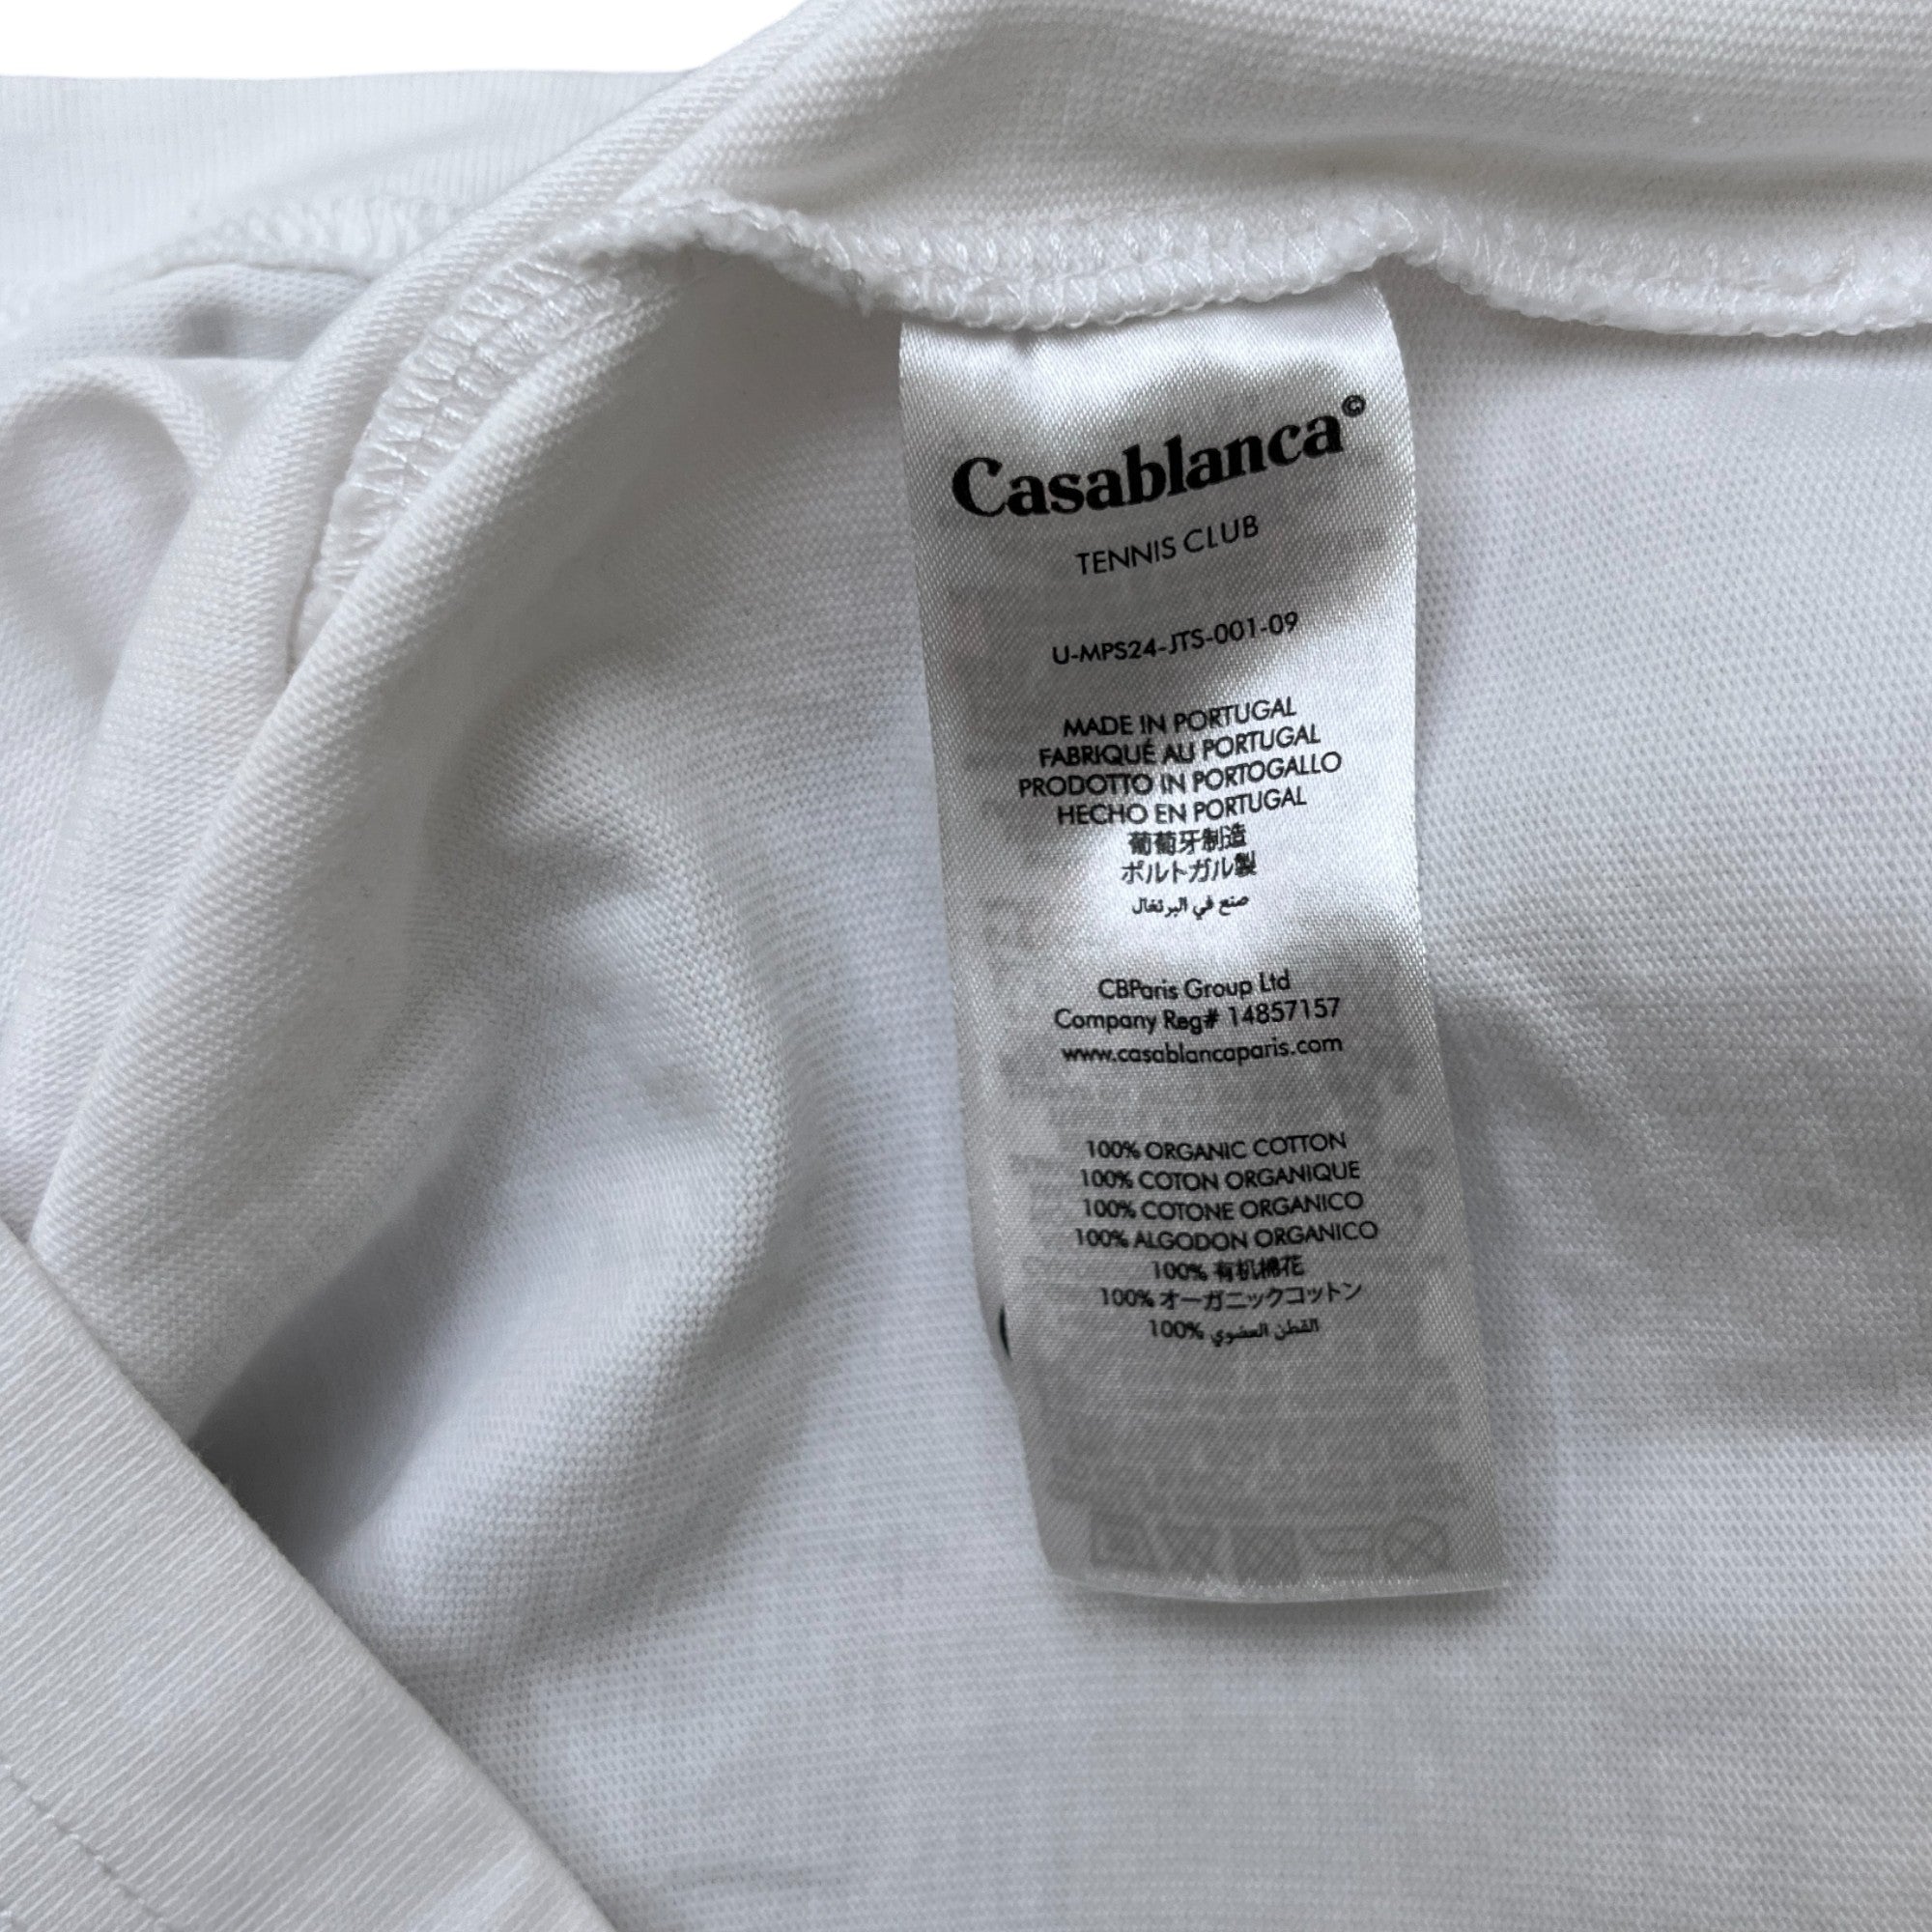 Casablanca©
TENNIS CLUB
U-MPS24-JTS-001-09
MADE IN PORTUGAL
FABRIQUÉ AU PORTUGAL
PRODOTTO IN PORTOGALLO
HECHO EN PORTUGAL
葡萄牙制造
ポルトガル製
صنع في البرتغال
CBParis Group Ltd
Company Reg# 14857157
www.casablancaparis.com
100% ORGANIC COTTON
100% COTON ORGANIQUE
100% COTONE ORGANICO
100% ALGODON ORGANICO
100% 有机棉花
100% オーガニックコットン
100% القطن العضوي